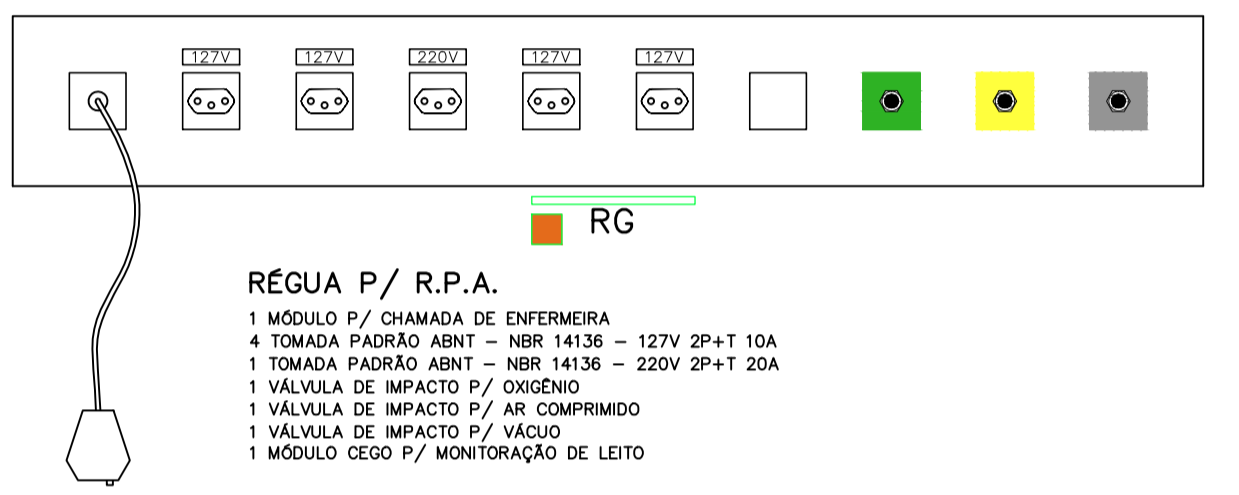 127V
127V
220V
127V
127V
RG
RÉGUA P/ R.P.A.
1 MÓDULO P/ CHAMADA DE ENFERMEIRA
4 TOMADA PADRÃO ABNT – NBR 14136 – 127V 2P+T 10A
1 TOMADA PADRÃO ABNT – NBR 14136 – 220V 2P+T 20A
1 VÁLVULA DE IMPACTO P/ OXIGÊNIO
1 VÁLVULA DE IMPACTO P/ AR COMPRIMIDO
1 VÁLVULA DE IMPACTO P/ VÁCUO
1 MÓDULO CEGO P/ MONITORAÇÃO DE LEITO